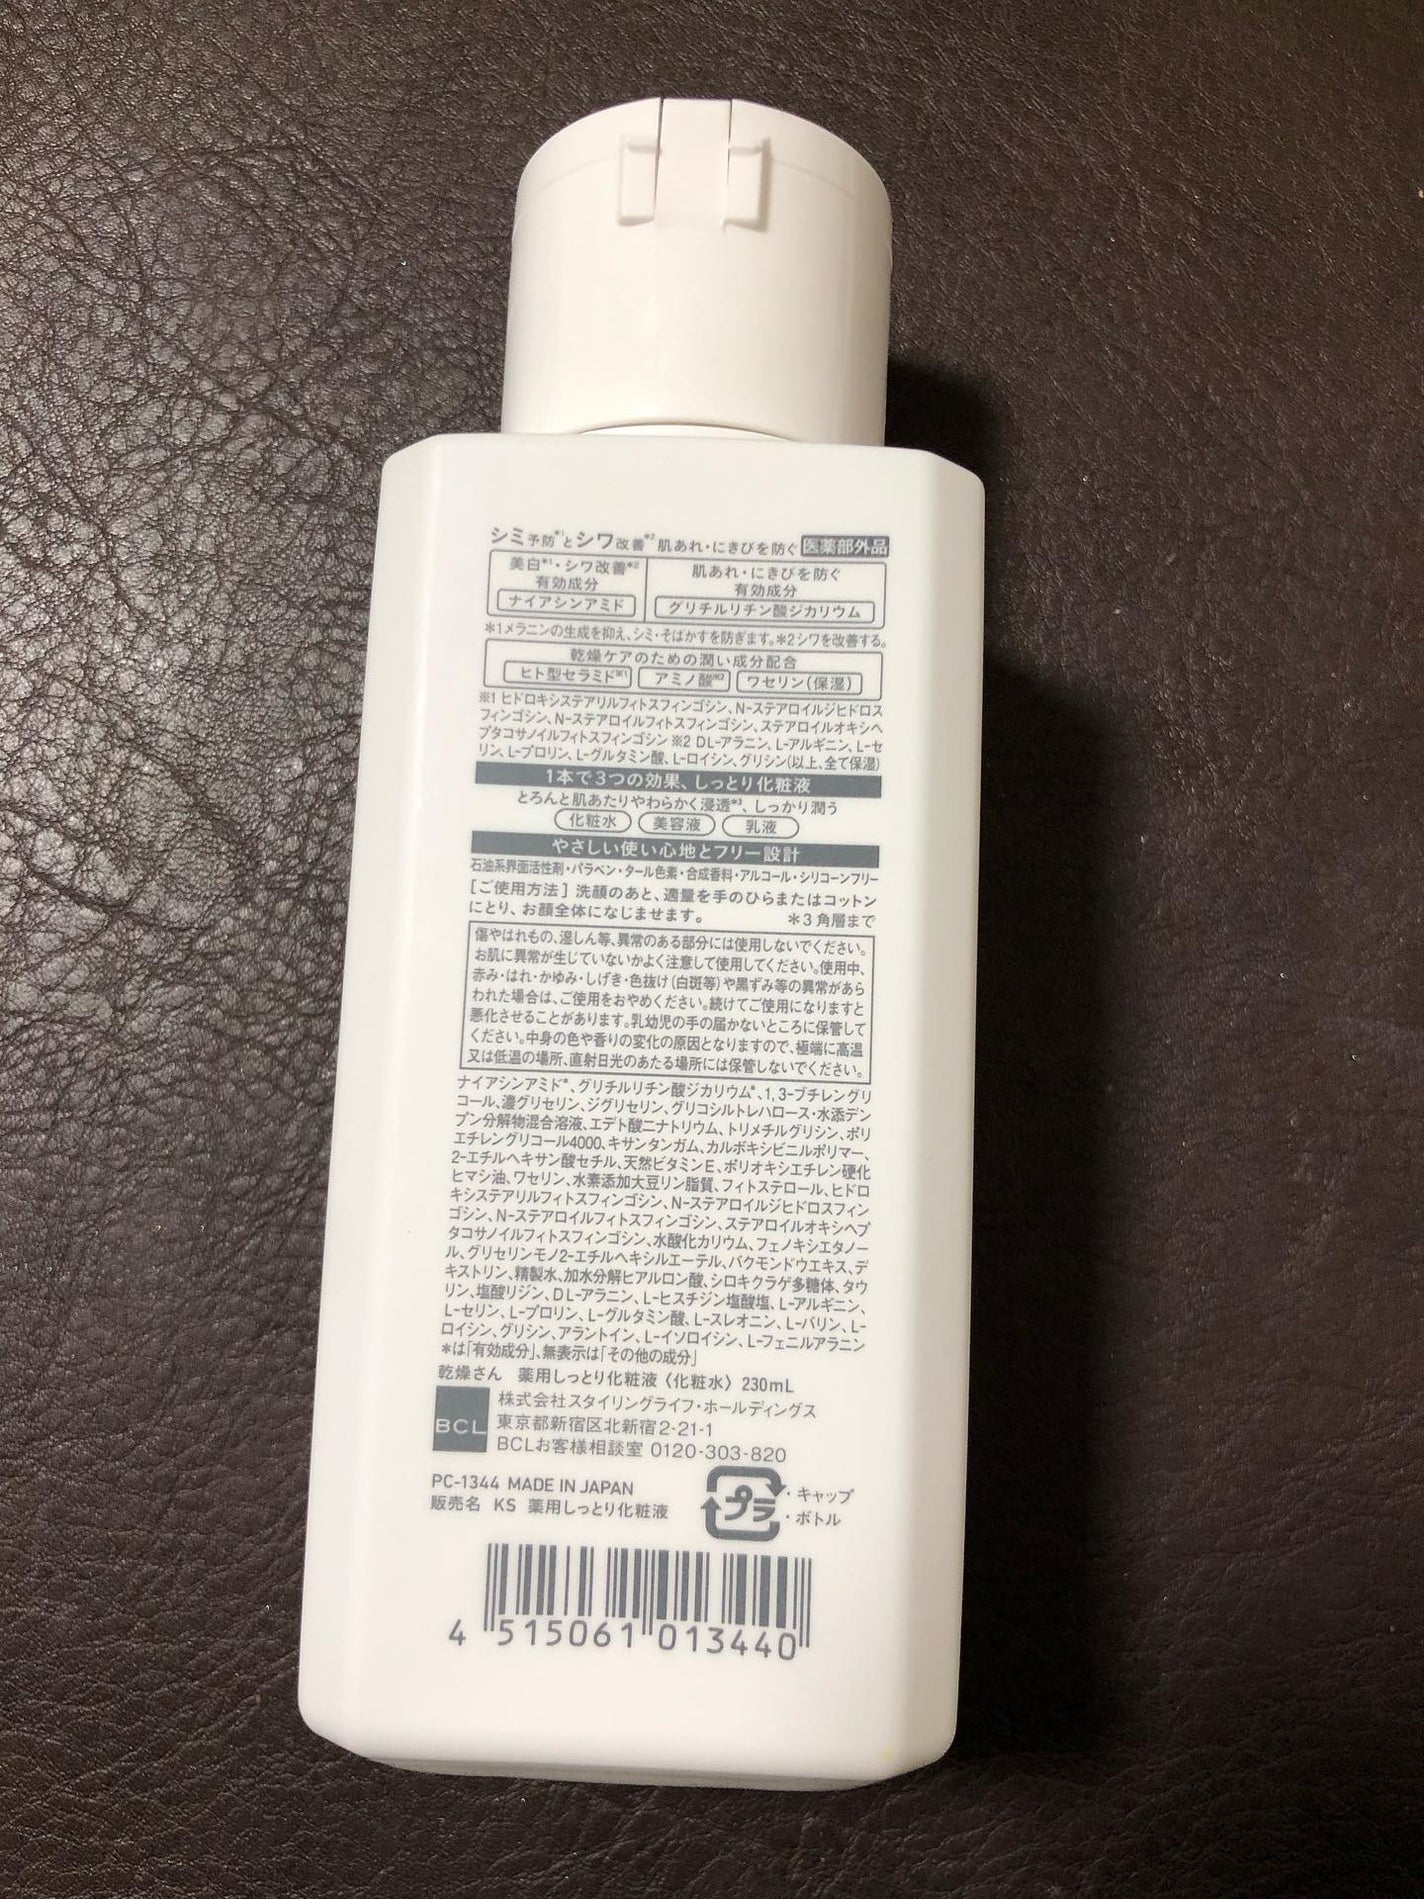 シミ予防*1とシワ改善*2 肌あれ・にきびを防ぐ 医薬部外品
美白*1・シワ改善*2
有効成分
ナイアシンアミド
肌あれ・にきびを防ぐ
有効成分
グリチルリチン酸ジカリウム
*1メラニンの生成を抑え、シミ・そばかすを防ぎます。*2シワを改善する。
乾燥ケアのための潤い成分配合
ヒト型セラミド※1 アミノ酸※2 ワセリン(保湿)
※1 ヒドロキシステアリルフィトスフィンゴシン、N-ステアロイルジヒドロス
フィンゴシン、N-ステアロイルフィトスフィンゴシン、ステアロイルオキシヘ
プタコサノイルフィトスフィンゴシン ※2 DL-アラニン、L-アルギニン、L-セ
リン、L-プロリン、L-グルタミン酸、L-ロイシン、グリシン(以上、全て保湿)
1本で3つの効果、しっとり化粧液
とろんと肌あたりやわらかく浸透*3、しっかり潤う
化粧水 美容液 乳液
やさしい使い心地とフリー設計
石油系界面活性剤・パラベン・タール色素・合成香料・アルコール・シリコーンフリー
[ご使用方法] 洗顔のあと、適量を手のひらまたはコットン
にとり、お顔全体になじませます。 *3 角層まで
傷やはれもの、湿しん等、異常のある部分には使用しないでください。
お肌に異常が生じていないかよく注意して使用してください。使用中、
赤み・はれ・かゆみ・しげき・色抜け(白斑等)や黒ずみ等の異常があら
われた場合は、ご使用をおやめください。続けてご使用になりますと
悪化させることがあります。乳幼児の手の届かないところに保管して
ください。中身の色や香りの変化の原因となりますので、極端に高温
又は低温の場所、直射日光のあたる場所には保管しないでください。
ナイアシンアミド*、グリチルリチン酸ジカリウム*、1,3-ブチレングリ
コール、濃グリセリン、ジグリセリン、グリコシルトレハロース・水添デン
プン分解物混合溶液、エデト酸二ナトリウム、トリメチルグリシン、ポリ
エチレングリコール4000、キサンタンガム、カルボキシビニルポリマー、
2-エチルヘキサン酸セチル、天然ビタミンE、ポリオキシエチレン硬化
ヒマシ油、ワセリン、水素添加大豆リン脂質、フィトステロール、ヒドロ
キシステアリルフィトスフィンゴシン、N-ステアロイルジヒドロスフィン
ゴシン、N-ステアロイルフィトスフィンゴシン、ステアロイルオキシヘプ
タコサノイルフィトスフィンゴシン、水酸化カリウム、フェノキシエタノー
ル、グリセリンモノ2-エチルヘキシルエーテル、バクモンドウエキス、デ
キストリン、精製水、加水分解ヒアルロン酸、シロキクラゲ多糖体、タウ
リン、塩酸リジン、DL-アラニン、L-ヒスチジン塩酸塩、L-アルギニン、
L-セリン、L-プロリン、L-グルタミン酸、L-スレオニン、L-バリン、L-
ロイシン、グリシン、アラントイン、L-イソロイシン、L-フェニルアラニン
*は「有効成分」、無表示は「その他の成分」
乾燥さん 薬用しっとり化粧液〈化粧水〉230mL
BCL
株式会社スタイリングライフ・ホールディングス
東京都新宿区北新宿2-21-1
BCLお客様相談室 0120-303-820
PC-1344 MADE IN JAPAN
販売名 KS 薬用しっとり化粧液
プラ
・キャップ
・ボトル
4 515061 013440